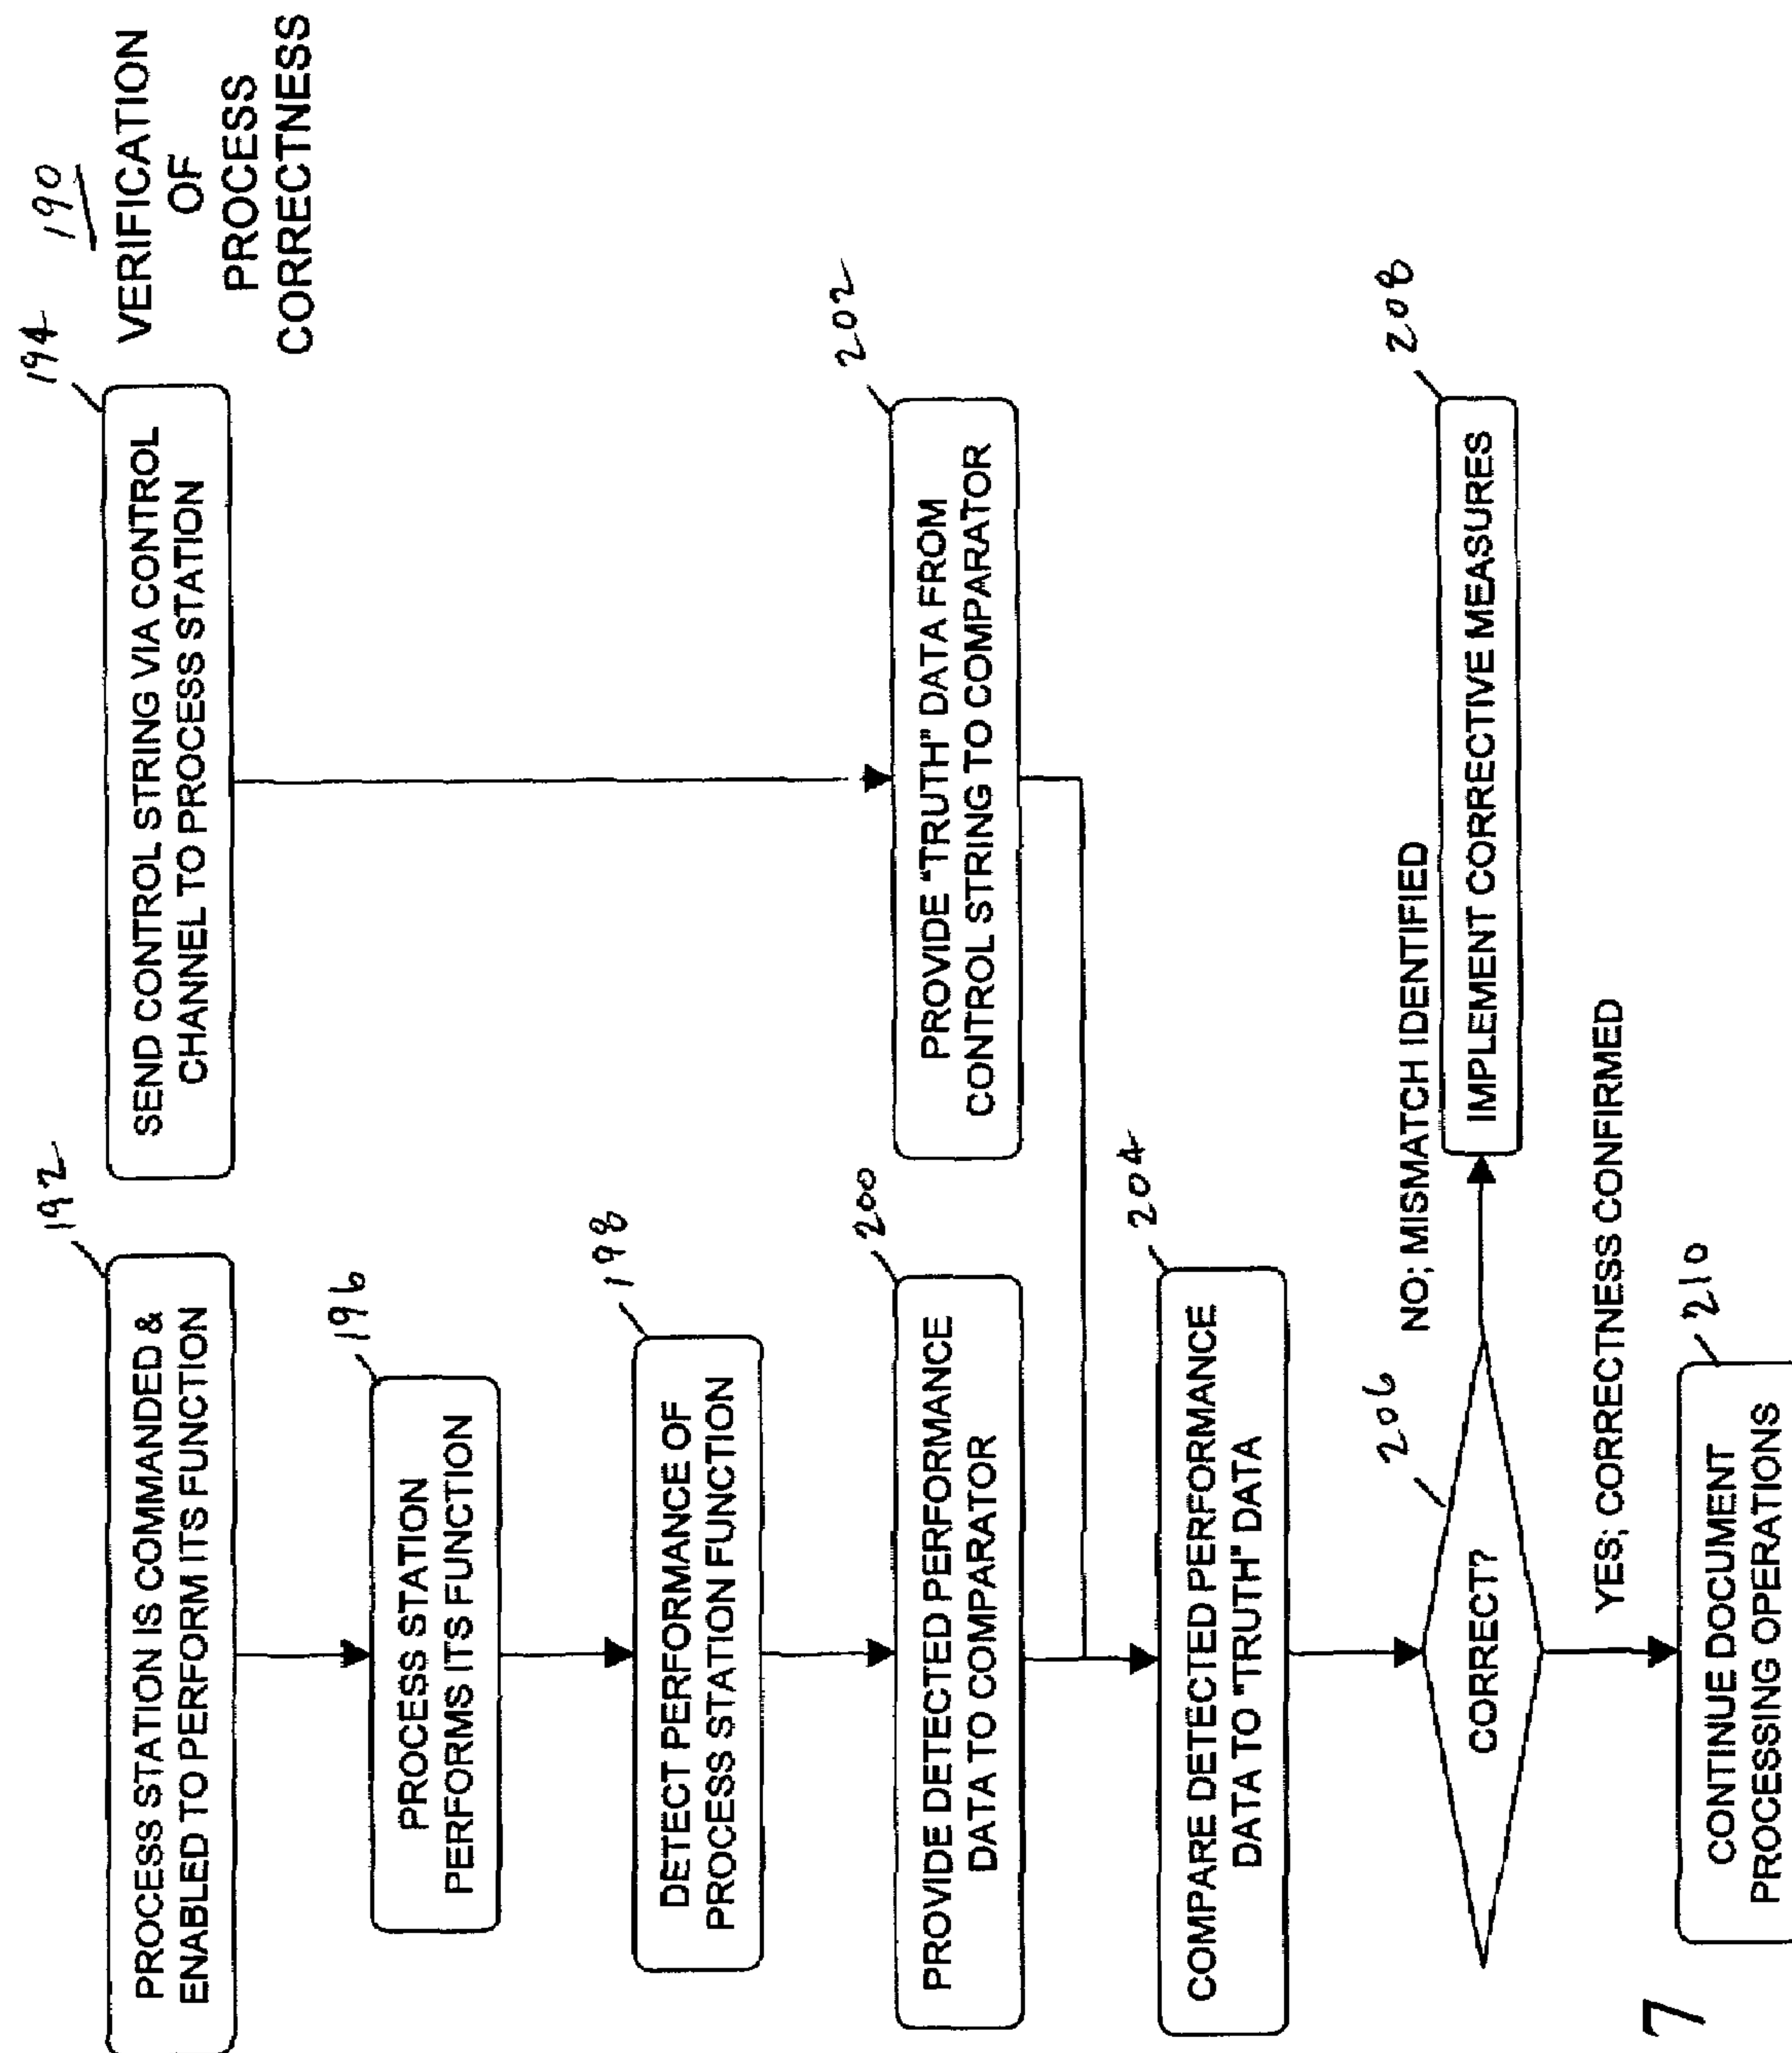 190
VERIFICATION
OF
PROCESS
CORRECTNESS
192
PROCESS STATION IS COMMANDED &
ENABLED TO PERFORM ITS FUNCTION
194
SEND CONTROL STRING VIA CONTROL
CHANNEL TO PROCESS STATION
196
PROCESS STATION
PERFORMS ITS FUNCTION
198
DETECT PERFORMANCE OF
PROCESS STATION FUNCTION
200
PROVIDE DETECTED PERFORMANCE
DATA TO COMPARATOR
202
PROVIDE "TRUTH" DATA FROM
CONTROL STRING TO COMPARATOR
204
COMPARE DETECTED PERFORMANCE
DATA TO "TRUTH" DATA
206
CORRECT?
NO; MISMATCH IDENTIFIED
208
IMPLEMENT CORRECTIVE MEASURES
YES; CORRECTNESS CONFIRMED
210
CONTINUE DOCUMENT
PROCESSING OPERATIONS
7